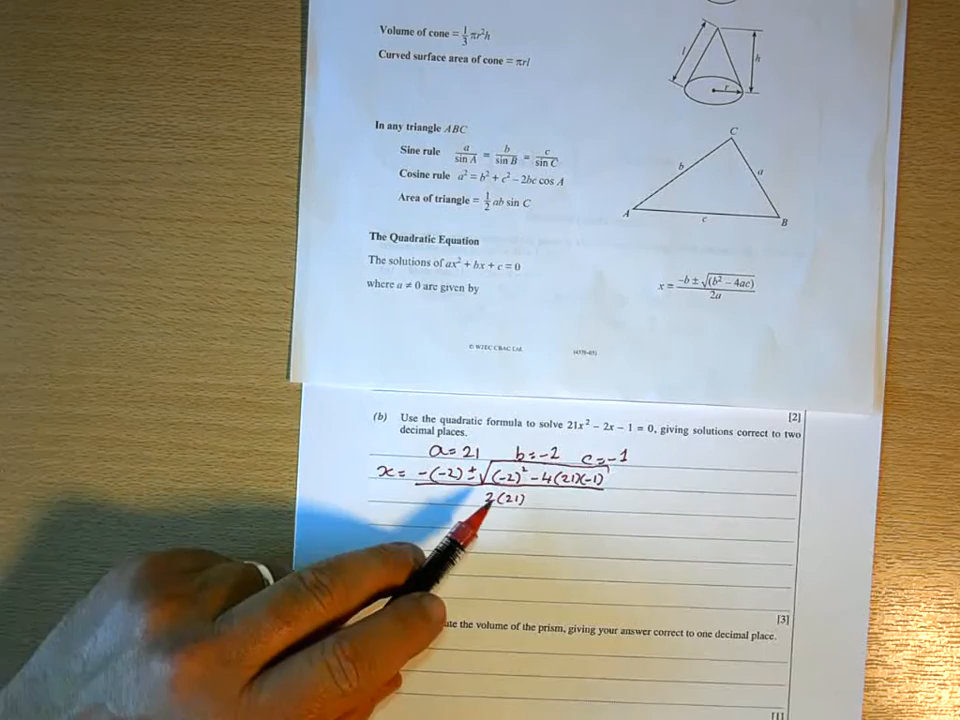 Volume of cone = 1/3 πr²h
Curved surface area of cone = πrl
l
h
r
In any triangle ABC
Sine rule a/sin A = b/sin B = c/sin C
Cosine rule a² = b² + c² − 2bc cos A
Area of triangle = 1/2 ab sin C
C
b
a
A
c
B
The Quadratic Equation
The solutions of ax² + bx + c = 0
where a ≠ 0 are given by
x = (−b ± √(b² − 4ac))/2a
© WJEC CBAC Ltd.
[2]
(b) Use the quadratic formula to solve 21x² − 2x − 1 = 0, giving solutions correct to two
decimal places.
a = 21 b = −2 c = −1
x = −(−2) ± √(−2)² − 4(21)(−1)
2(21)
[3]
the volume of the prism, giving your answer correct to one decimal place.